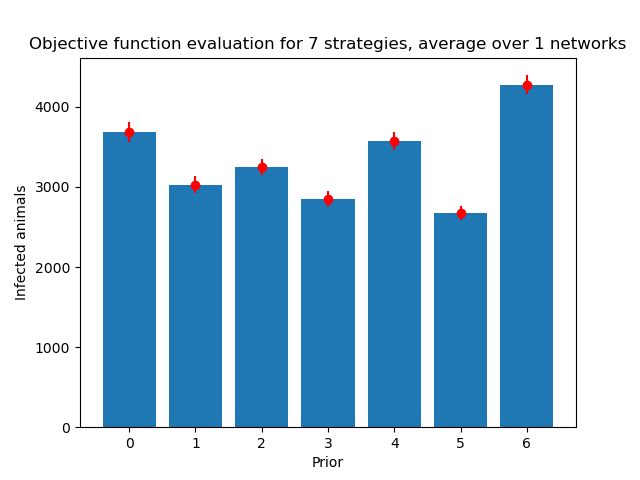 Objective function evaluation for 7 strategies, average over 1 networks
4000
3000
2000
1000
0
Infected animals
0 1 2 3 4 5 6
Prior